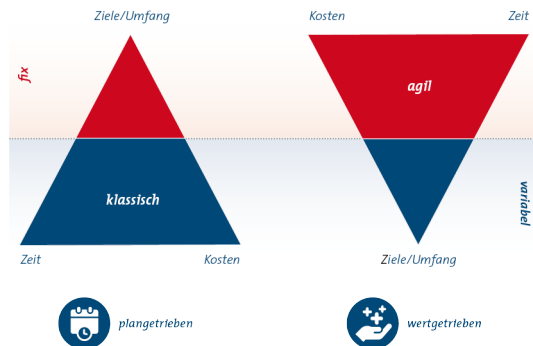 Ziele/Umfang
Kosten
Zeit
fix
agil
klassisch
variabel
Zeit
Kosten
Ziele/Umfang
plangetrieben
wertgetrieben